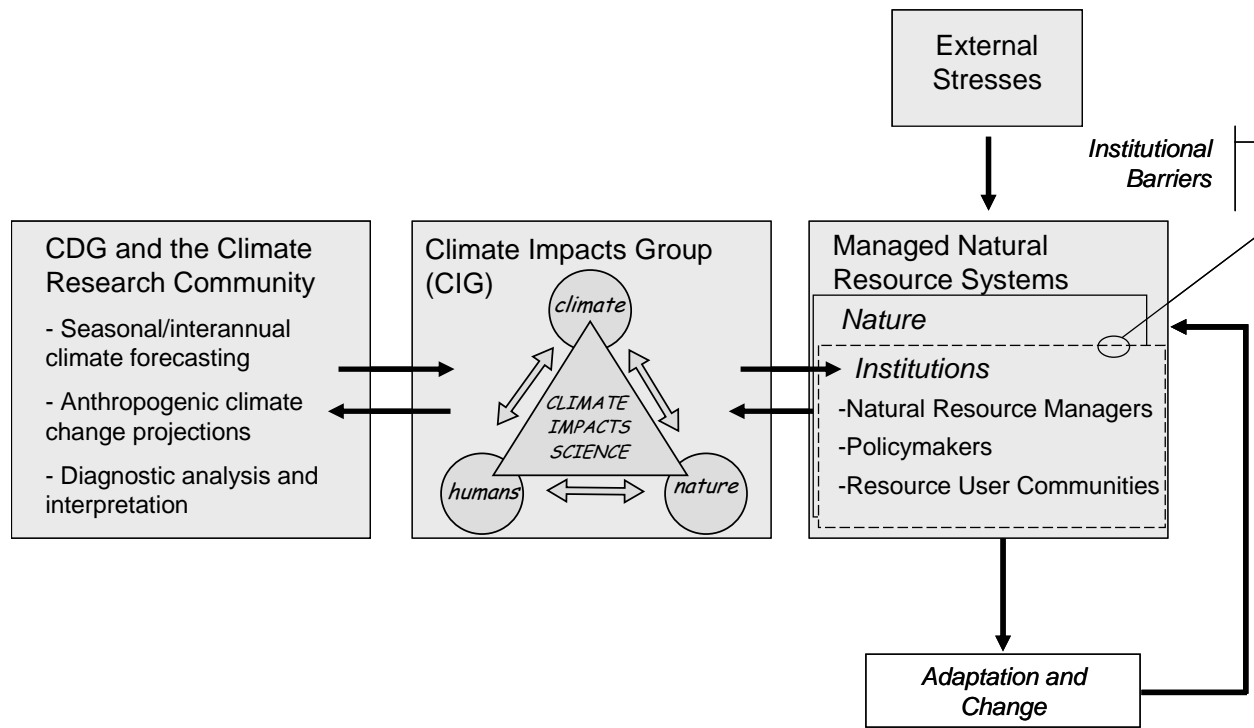 External
Stresses
Institutional
Barriers
CDG and the Climate
Research Community
- Seasonal/interannual
climate forecasting
- Anthropogenic climate
change projections
- Diagnostic analysis and
interpretation
Climate Impacts Group
(CIG)
climate
CLIMATE
IMPACTS
SCIENCE
humans
nature
Managed Natural
Resource Systems
Nature
Institutions
-Natural Resource Managers
-Policymakers
-Resource User Communities
Adaptation and
Change